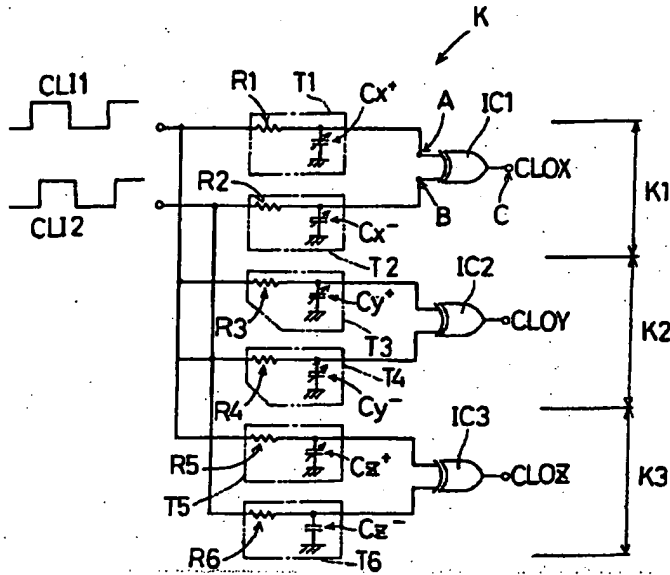 K
CLI1
R1
T1
Cx+
A
IC1
CLOX
B
C
K1
R2
CLI2
Cx-
T2
IC2
Cy+
R3
T3
CLOY
K2
T4
R4
Cy-
IC3
R5
Cz+
T5
CLOZ
K3
Cz-
R6
T6